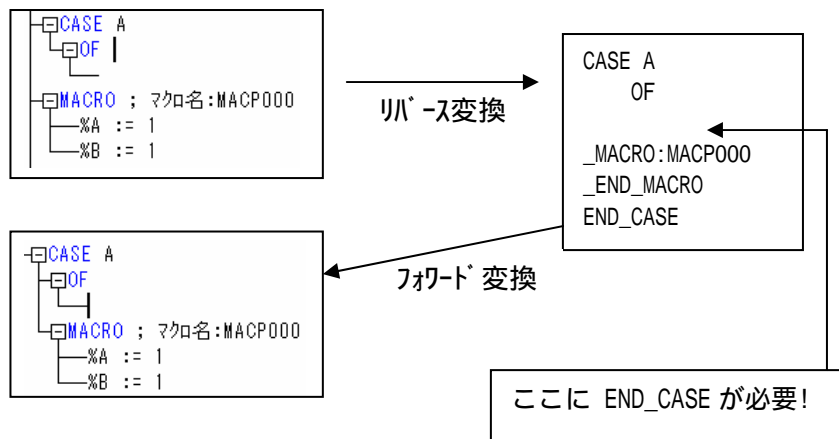 CASE A
OF
MACRO ; マクロ名:MACP000
%A := 1
%B := 1
リバース変換
CASE A
OF
_MACRO:MACP000
_END_MACRO
END_CASE
CASE A
OF
MACRO ; マクロ名:MACP000
%A := 1
%B := 1
フォワード変換
ここに END_CASE が必要!